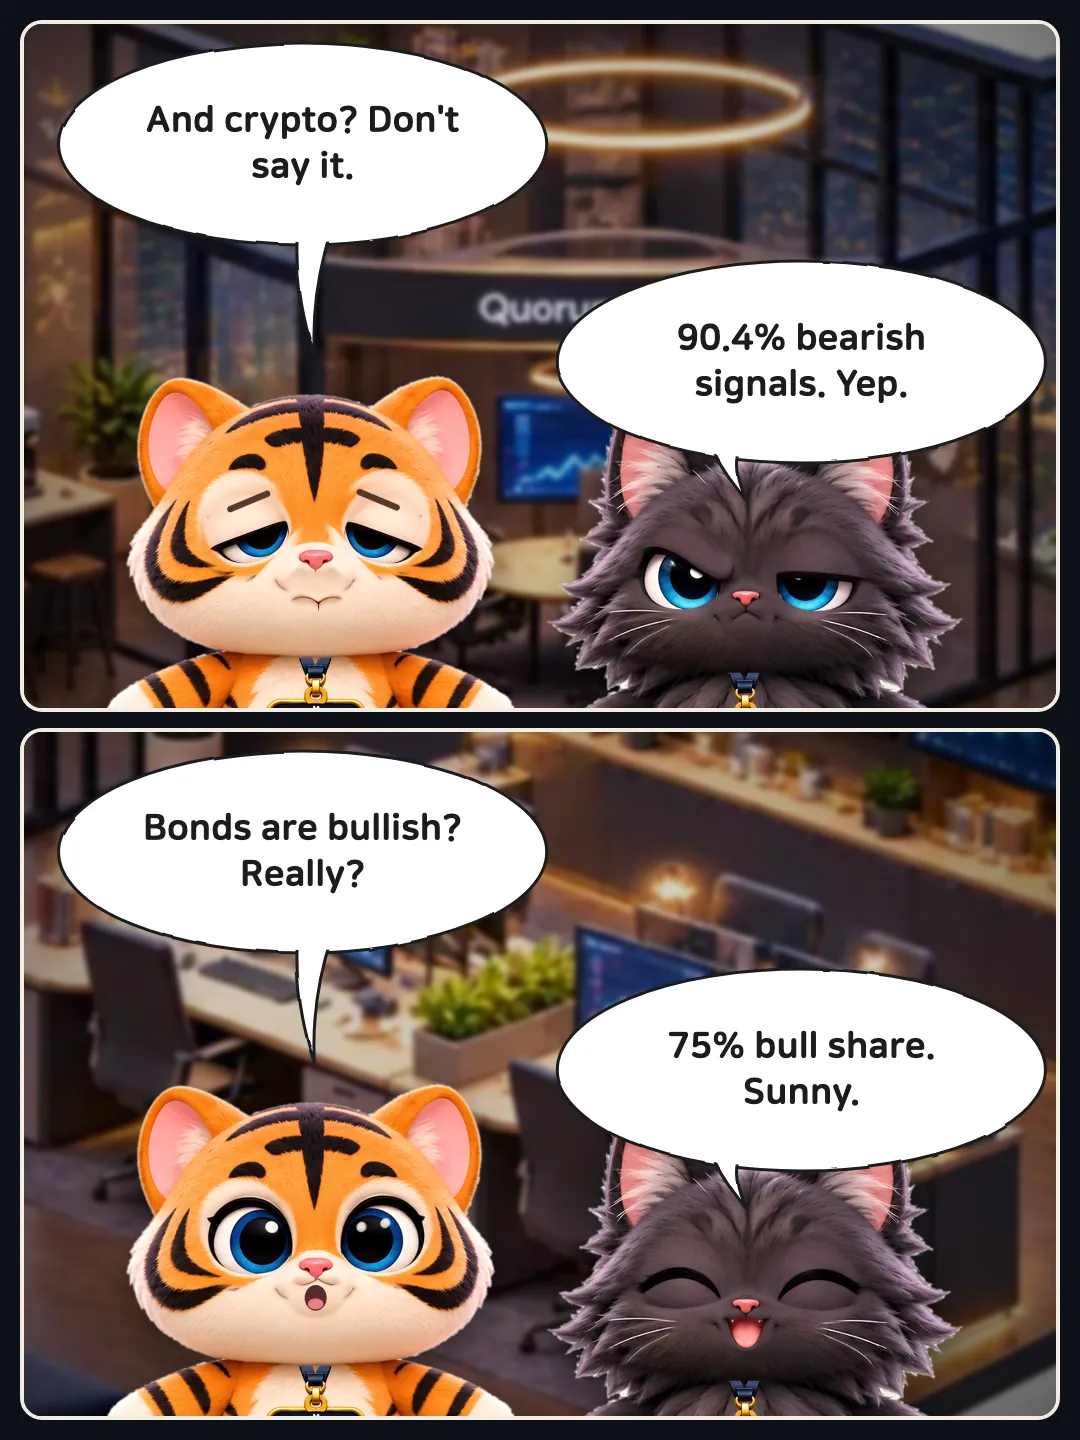 And crypto? Don't
say it.
90.4% bearish
signals. Yep.
Bonds are bullish?
Really?
75% bull share.
Sunny.